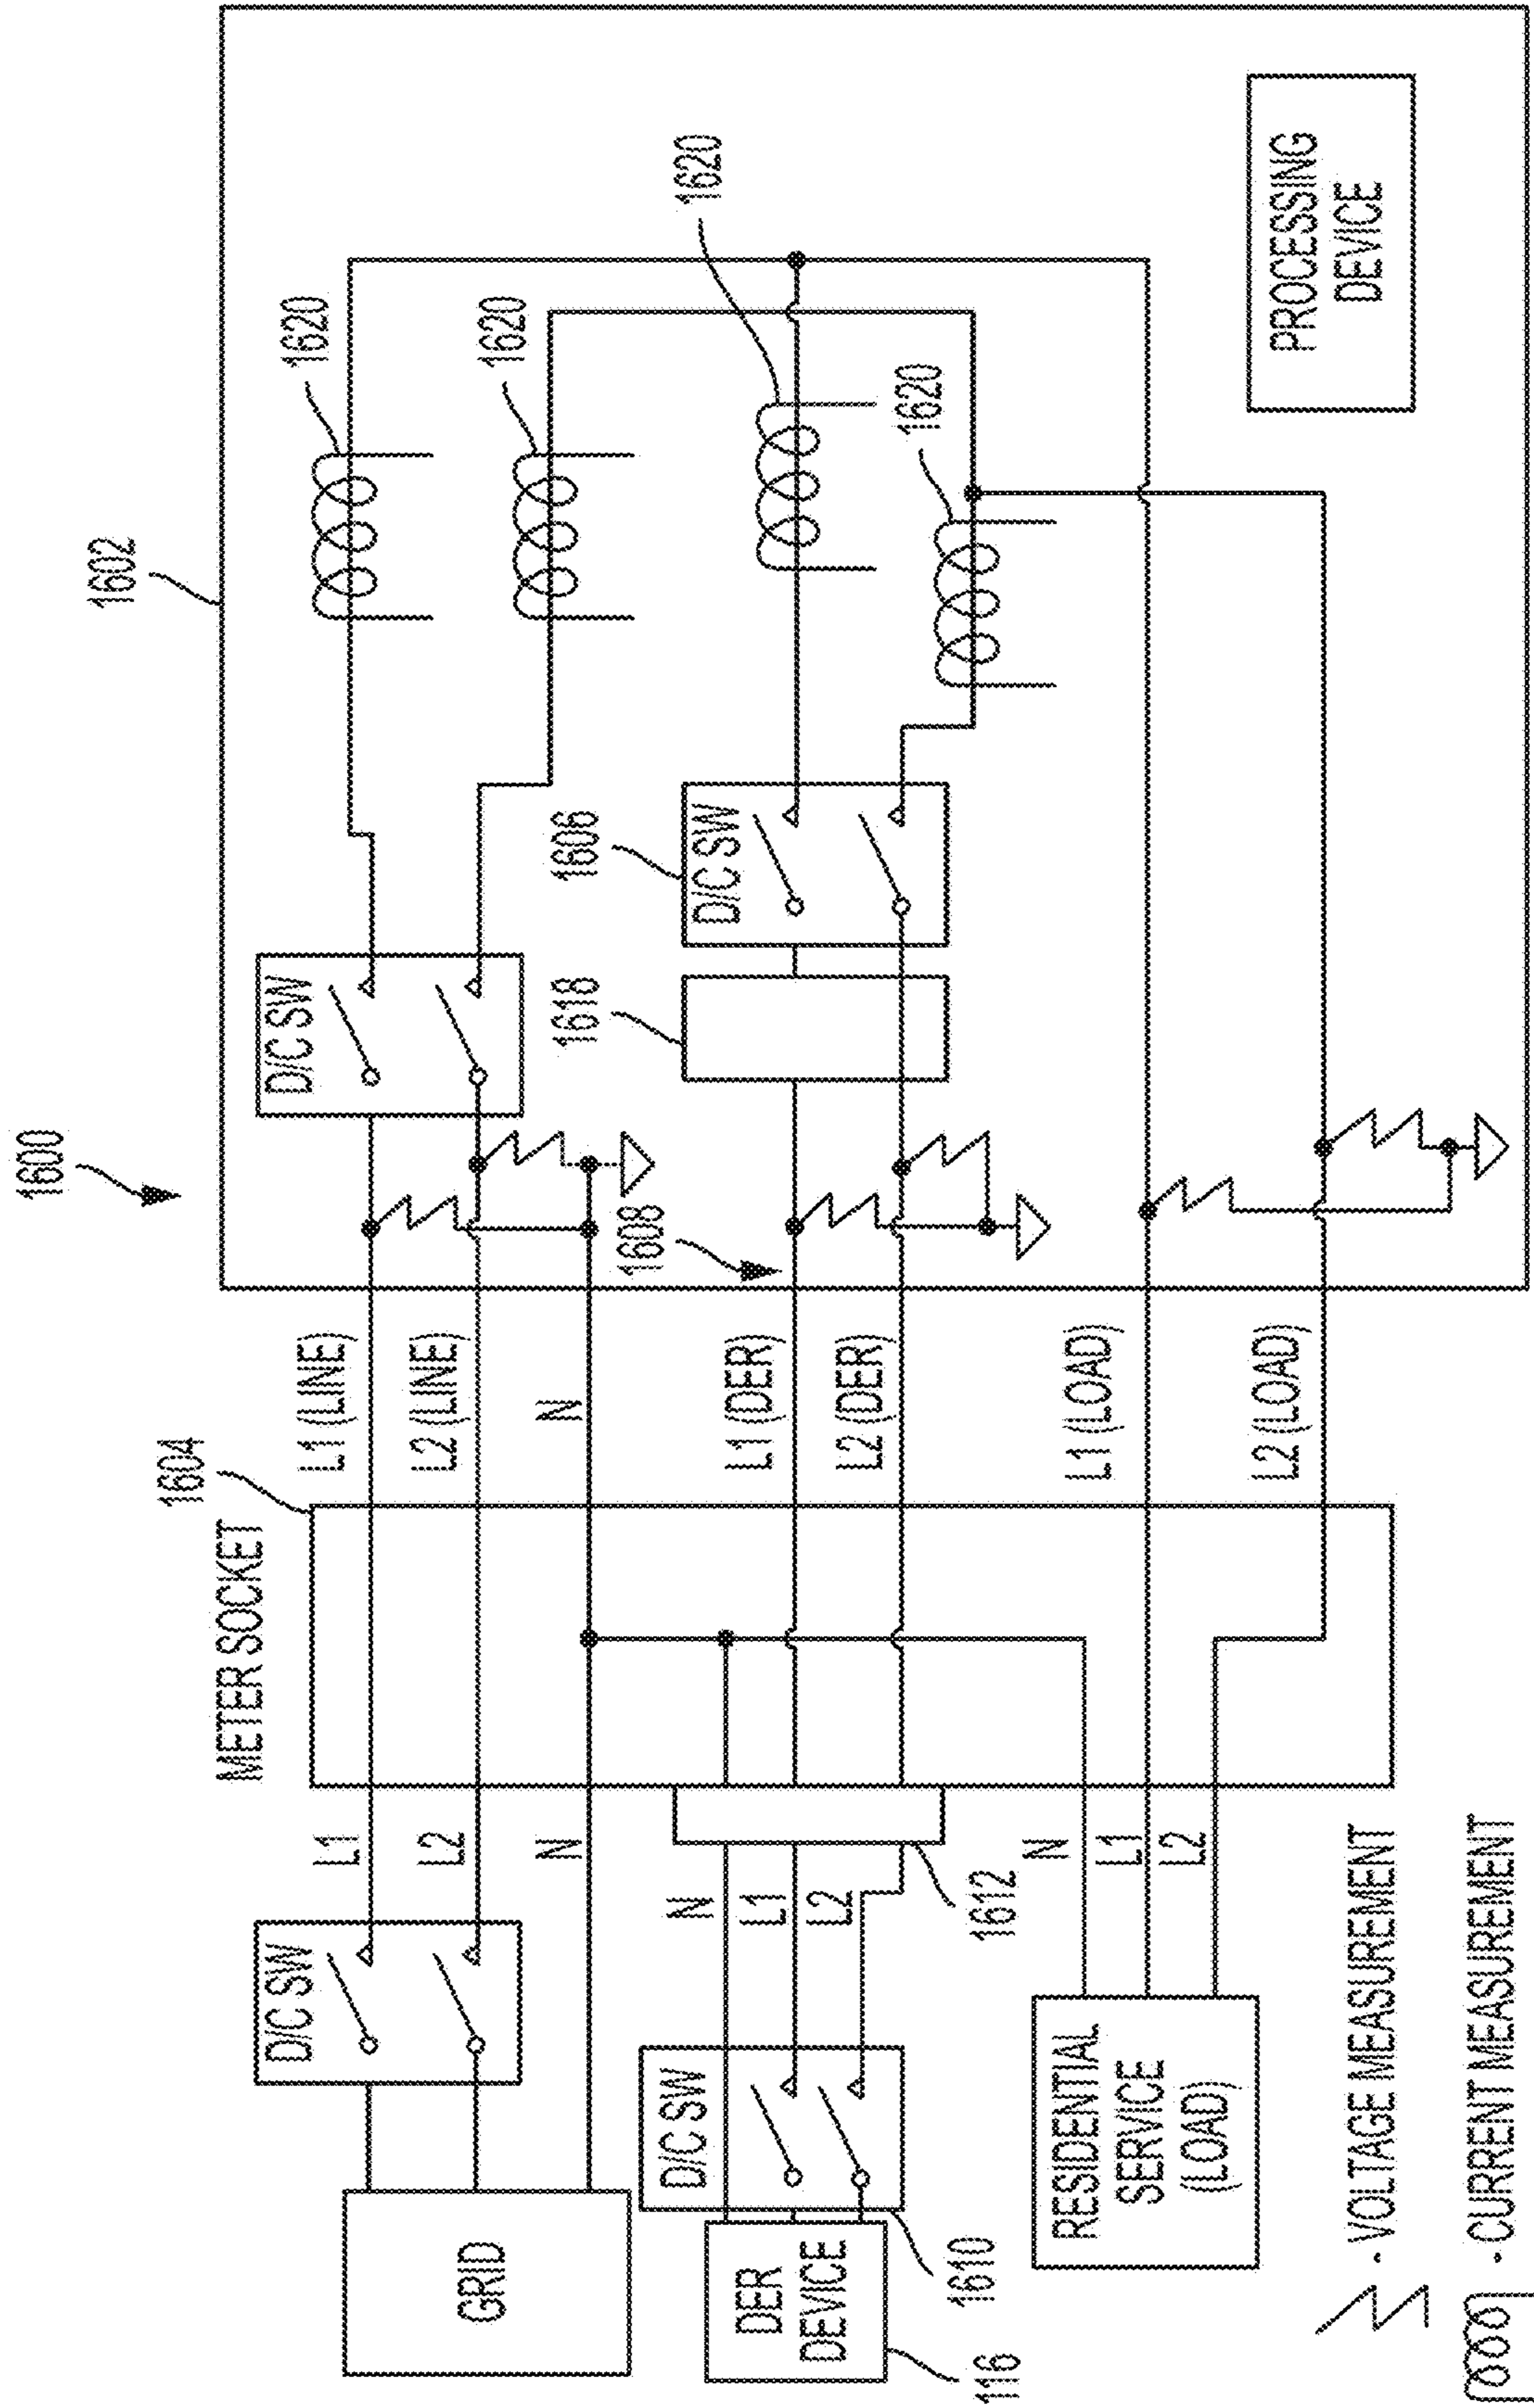 1600
1602
1620
1620
1620
1620
D/C SW
1606
D/C SW
1618
1608
PROCESSING
DEVICE
1604
METER SOCKET
L1 (LINE)
L2 (LINE)
N
L1 (DER)
L2 (DER)
L1 (LOAD)
L2 (LOAD)
L1
L2
N
D/C SW
GRID
N
L1
L2
1612
D/C SW
1610
DER
DEVICE
116
N
L1
L2
RESIDENTIAL
SERVICE
(LOAD)
- VOLTAGE MEASUREMENT
- CURRENT MEASUREMENT